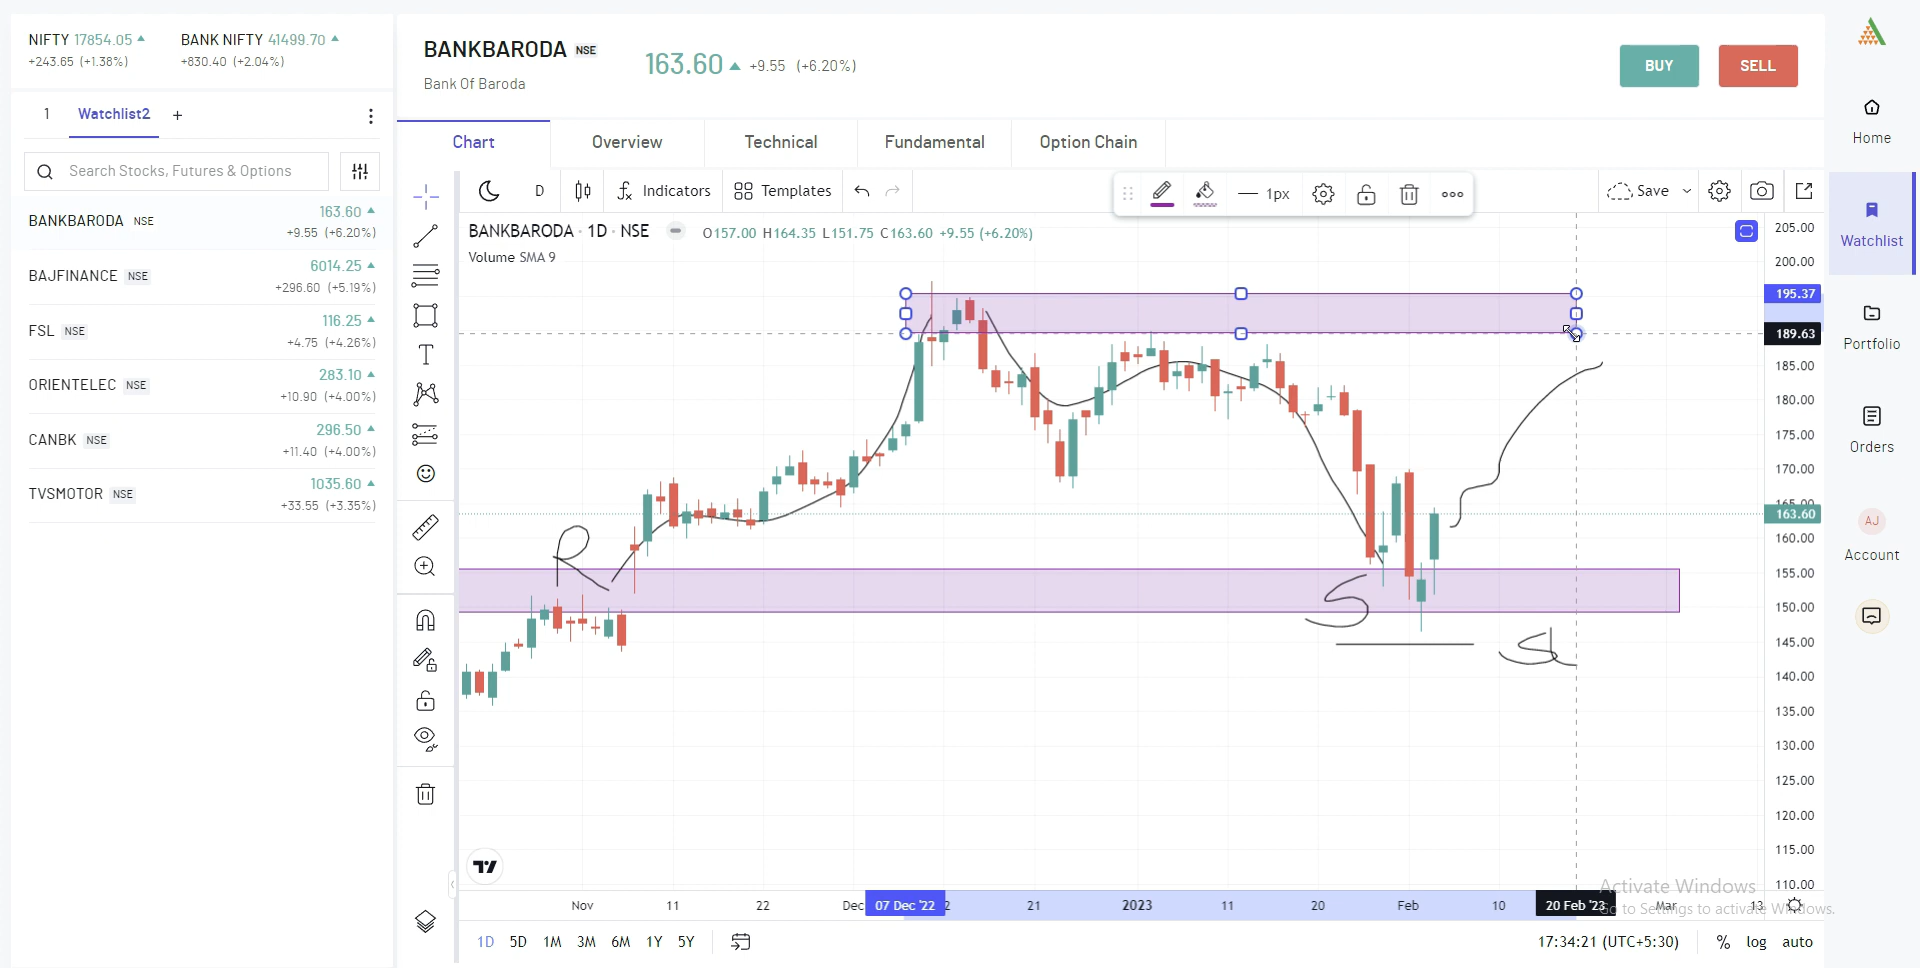 NIFTY 17854.05
BANK NIFTY 41499.70
+243.65 (+1.38%)
+830.40 (+2.04%)
1
Watchlist2
+
Search Stocks, Futures & Options
BANKBARODA NSE
163.60
+9.55 (+6.20%)
BAJFINANCE NSE
6014.25
+296.60 (+5.19%)
FSL NSE
116.25
+4.75 (+4.26%)
ORIENTELEC NSE
283.10
+10.90 (+4.00%)
CANBK NSE
296.50
+11.40 (+4.00%)
TVSMOTOR NSE
1035.60
+33.55 (+3.35%)
BANKBARODA NSE
Bank Of Baroda
163.60 +9.55 (+6.20%)
BUY
SELL
Chart
Overview
Technical
Fundamental
Option Chain
D
Indicators
Templates
1px
Save
BANKBARODA · 1D · NSE
O157.00 H164.35 L151.75 C163.60 +9.55 (+6.20%)
Volume SMA 9
R
S
205.00
200.00
195.37
189.63
185.00
180.00
175.00
170.00
165.00
163.60
160.00
155.00
150.00
145.00
140.00
135.00
130.00
125.00
120.00
115.00
110.00
Nov
11
22
Dec
07 Dec '22
2
21
2023
11
20
Feb
10
20 Feb '23
Mar
13
Activate Windows
Go to Settings to activate Windows.
1D
5D
1M
3M
6M
1Y
5Y
17:34:21 (UTC+5:30)
%
log
auto
Home
Watchlist
Portfolio
Orders
AJ
Account